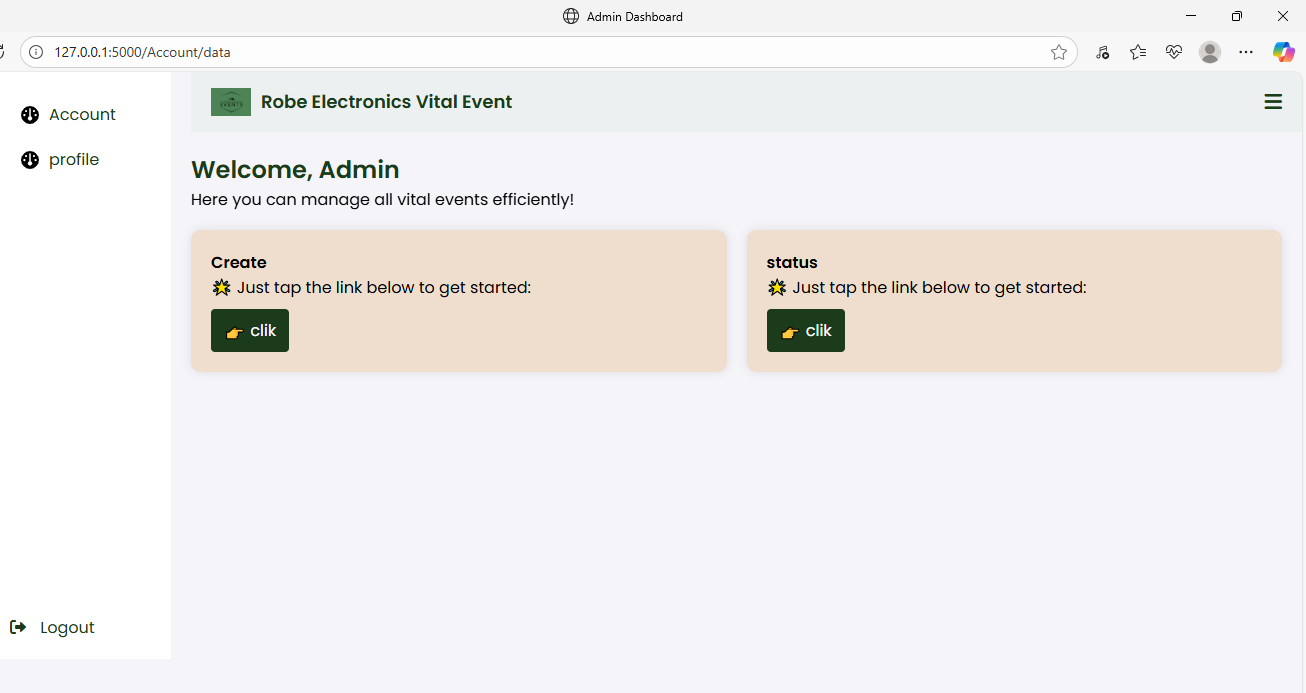 Admin Dashboard
127.0.0.1:5000/Account/data
Account
profile
Logout
EVENTS
Robe Electronics Vital Event
Welcome, Admin
Here you can manage all vital events efficiently!
Create
🌟 Just tap the link below to get started:
👉 clik
status
🌟 Just tap the link below to get started:
👉 clik